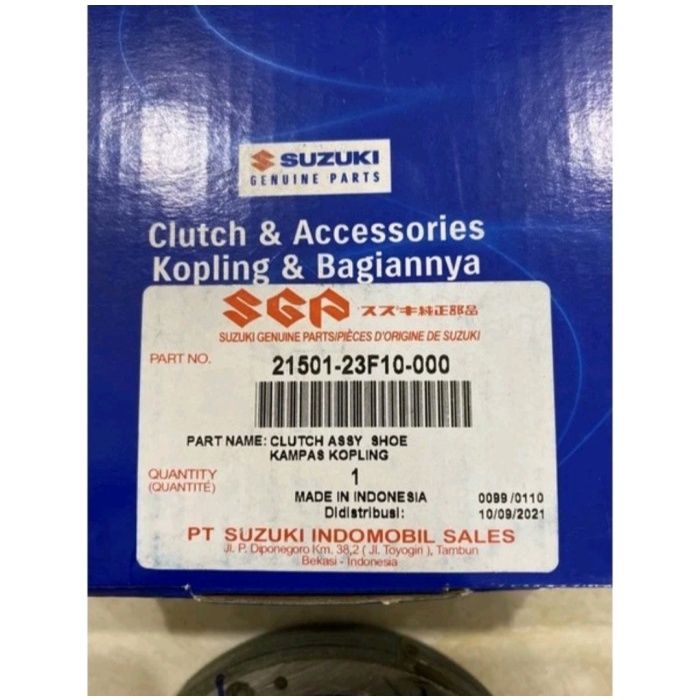 SUZUKI
GENUINE PARTS
Clutch & Accessories
Kopling & Bagiannya
SGP スズキ純正部品
SUZUKI GENUINE PARTS/PIÈCES D'ORIGINE DE SUZUKI
PART NO. 21501-23F10-000
PART NAME: CLUTCH ASSY SHOE
KAMPAS KOPLING
QUANTITY 1
(QUANTITÉ)
MADE IN INDONESIA 0099 /0110
Didistribusi: 10/09/2021
PT SUZUKI INDOMOBIL SALES
Jl. P. Diponegoro Km. 38,2 ( Jl. Toyogiri ), Tambun
Bekasi - Indonesia